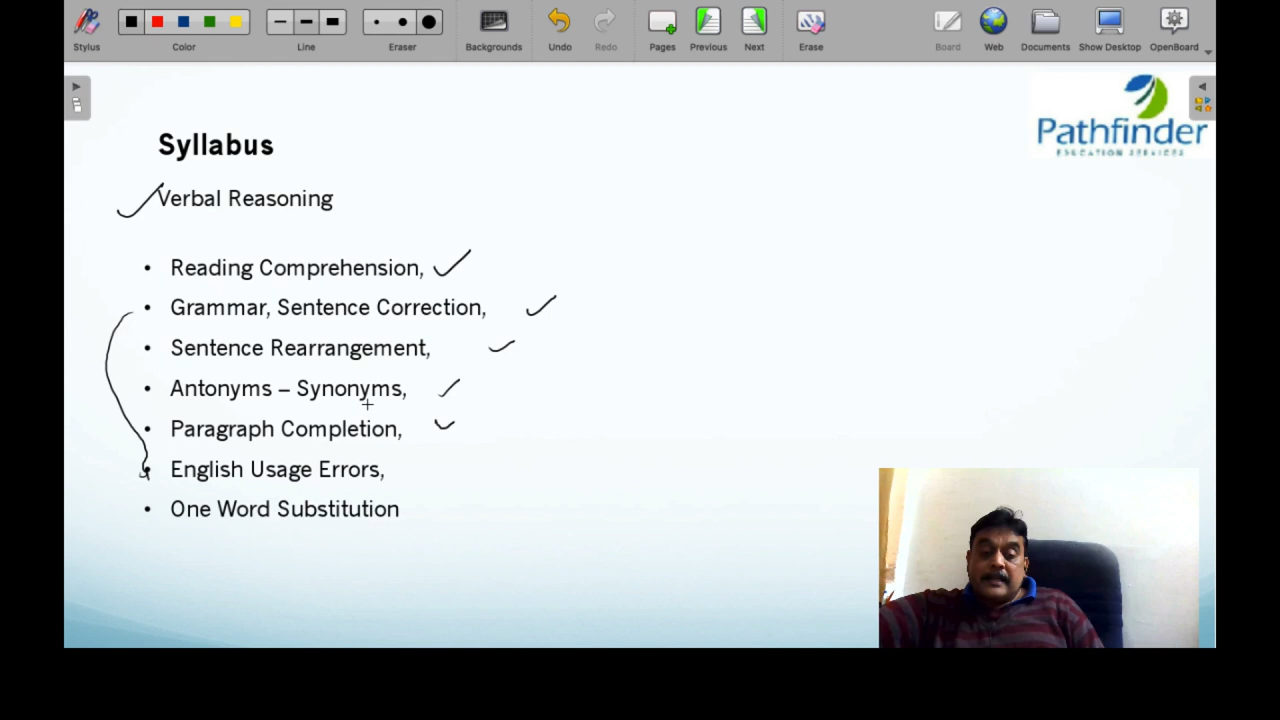 Stylus
Color
Line
Eraser
Backgrounds
Undo
Redo
Pages
Previous
Next
Erase
Board
Web
Documents
Show Desktop
OpenBoard
Pathfinder
EDUCATION SERVICES
Syllabus
Verbal Reasoning
• Reading Comprehension,
• Grammar, Sentence Correction,
• Sentence Rearrangement,
• Antonyms – Synonyms,
• Paragraph Completion,
• English Usage Errors,
• One Word Substitution